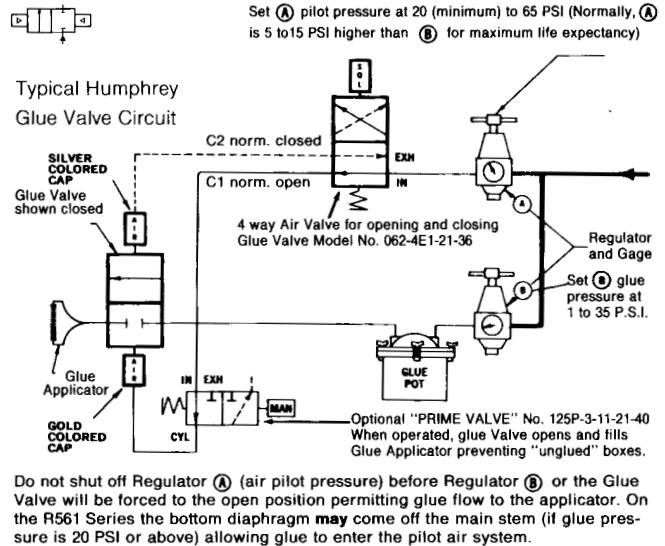 Set Ⓐ pilot pressure at 20 (minimum) to 65 PSI (Normally, Ⓐ
is 5 to15 PSI higher than Ⓑ for maximum life expectancy)
Typical Humphrey
Glue Valve Circuit
SOL
C2 norm. closed
EXH
C1 norm. open
IN
SILVER
COLORED
CAP
Glue Valve
shown closed
AIR
4 way Air Valve for opening and closing
Glue Valve Model No. 062-4E1-21-36
A
Regulator
and Gage
B
Set Ⓑ glue
pressure at
1 to 35 P.S.I.
Glue
Applicator
AIR
GLUE
POT
IN EXH
MAN
CYL
GOLD
COLORED
CAP
Optional "PRIME VALVE" No. 125P-3-11-21-40
When operated, glue Valve opens and fills
Glue Applicator preventing "unglued" boxes.
Do not shut off Regulator Ⓐ (air pilot pressure) before Regulator Ⓑ or the Glue
Valve will be forced to the open position permitting glue flow to the applicator. On
the R561 Series the bottom diaphragm may come off the main stem (if glue pres-
sure is 20 PSI or above) allowing glue to enter the pilot air system.